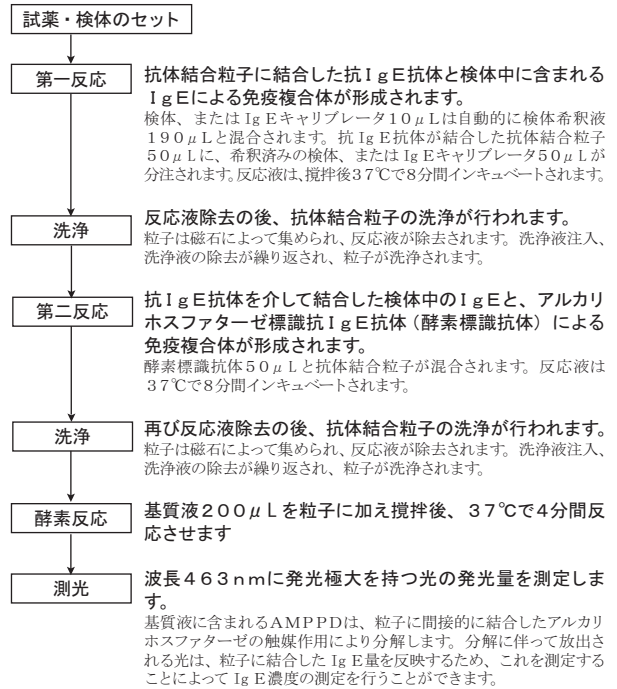 試薬・検体のセット
第一反応
抗体結合粒子に結合した抗IgE抗体と検体中に含まれる
IgEによる免疫複合体が形成されます。
検体、またはIgEキャリブレータ10μLは自動的に検体希釈液
190μLと混合されます。抗IgE抗体が結合した抗体結合粒子
50μLに、希釈済みの検体、またはIgEキャリブレータ50μLが
分注されます。反応液は、撹拌後37℃で8分間インキュベートされます。
洗浄
反応液除去の後、抗体結合粒子の洗浄が行われます。
粒子は磁石によって集められ、反応液が除去されます。洗浄液注入、
洗浄液の除去が繰り返され、粒子が洗浄されます。
第二反応
抗IgE抗体を介して結合した検体中のIgEと、アルカリ
ホスファターゼ標識抗IgE抗体（酵素標識抗体）による
免疫複合体が形成されます。
酵素標識抗体50μLと抗体結合粒子が混合されます。反応液は
37℃で8分間インキュベートされます。
洗浄
再び反応液除去の後、抗体結合粒子の洗浄が行われます。
粒子は磁石によって集められ、反応液が除去されます。洗浄液注入、
洗浄液の除去が繰り返され、粒子が洗浄されます。
酵素反応
基質液200μLを粒子に加え撹拌後、37℃で4分間反
応させます
測光
波長463nmに発光極大を持つ光の発光量を測定しま
す。
基質液に含まれるAMPPDは、粒子に間接的に結合したアルカリ
ホスファターゼの触媒作用により分解します。分解に伴って放出さ
れる光は、粒子に結合したIgE量を反映するため、これを測定する
ことによってIgE濃度の測定を行うことができます。